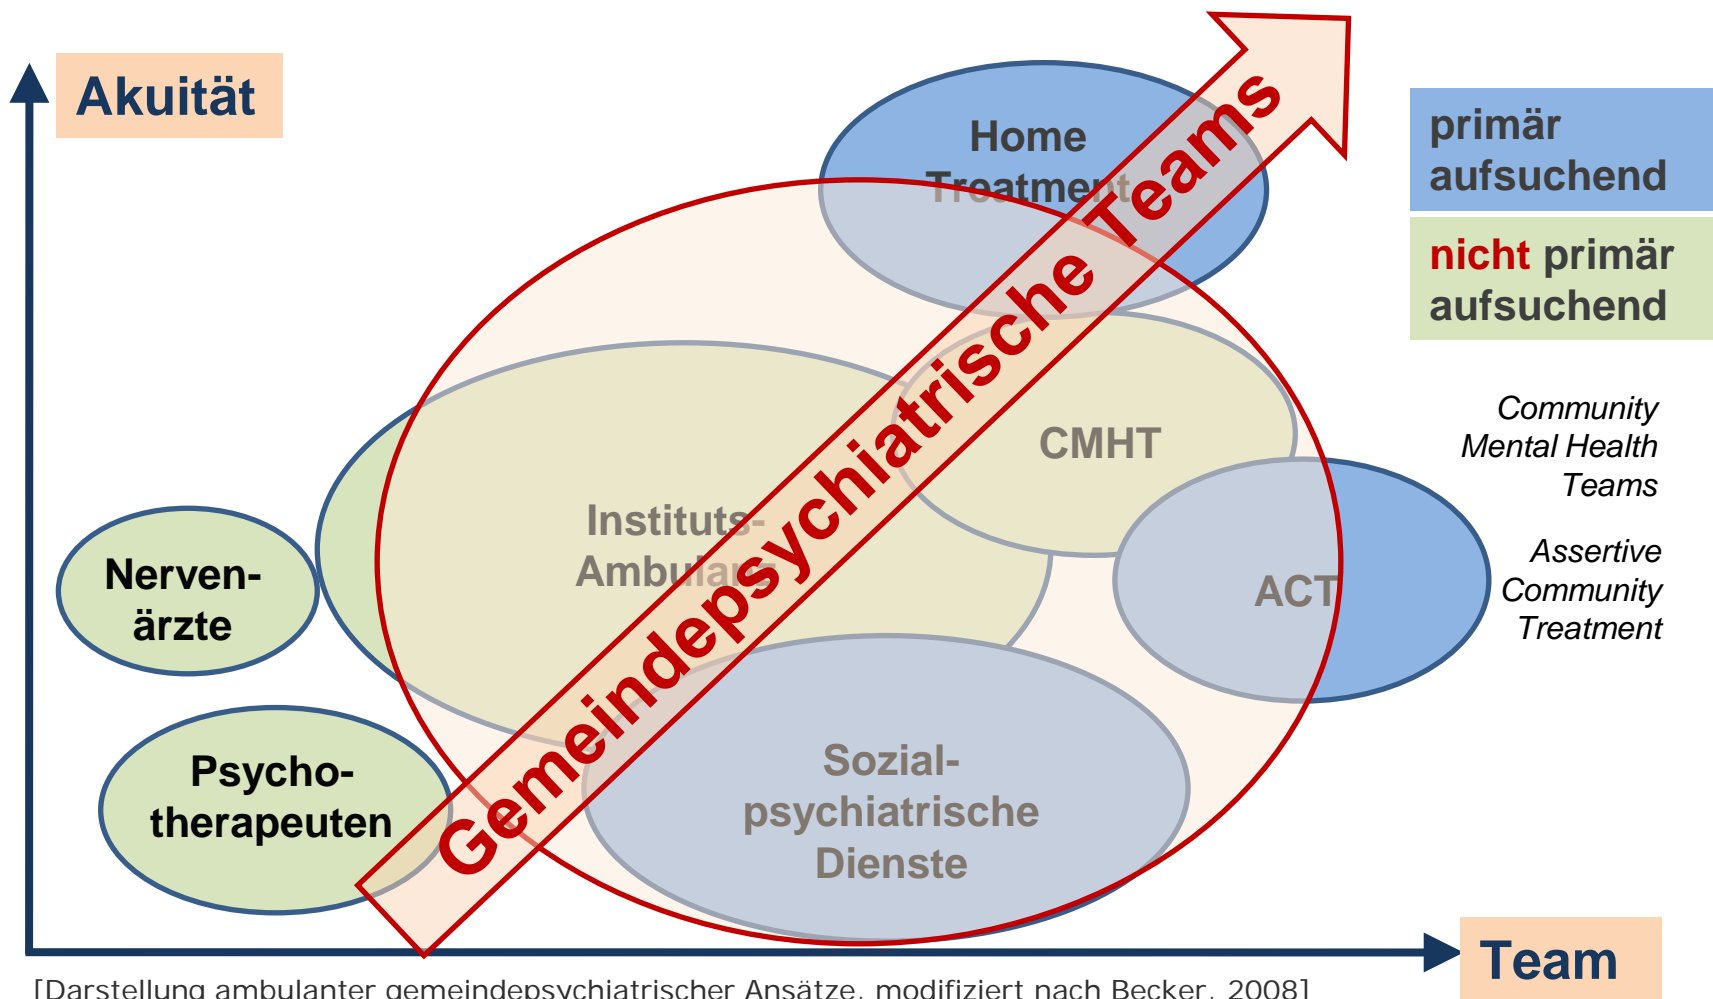 Akuität
Home
Treatment
primär
aufsuchend
nicht primär
aufsuchend
Gemeindepsychiatrische Teams
Community
Mental Health
Teams
CMHT
Instituts-
Ambulanz
Nerven-
ärzte
ACT
Assertive
Community
Treatment
Psycho-
therapeuten
Sozial-
psychiatrische
Dienste
Team
[Darstellung ambulanter gemeindepsychiatrischer Ansätze, modifiziert nach Becker, 2008]